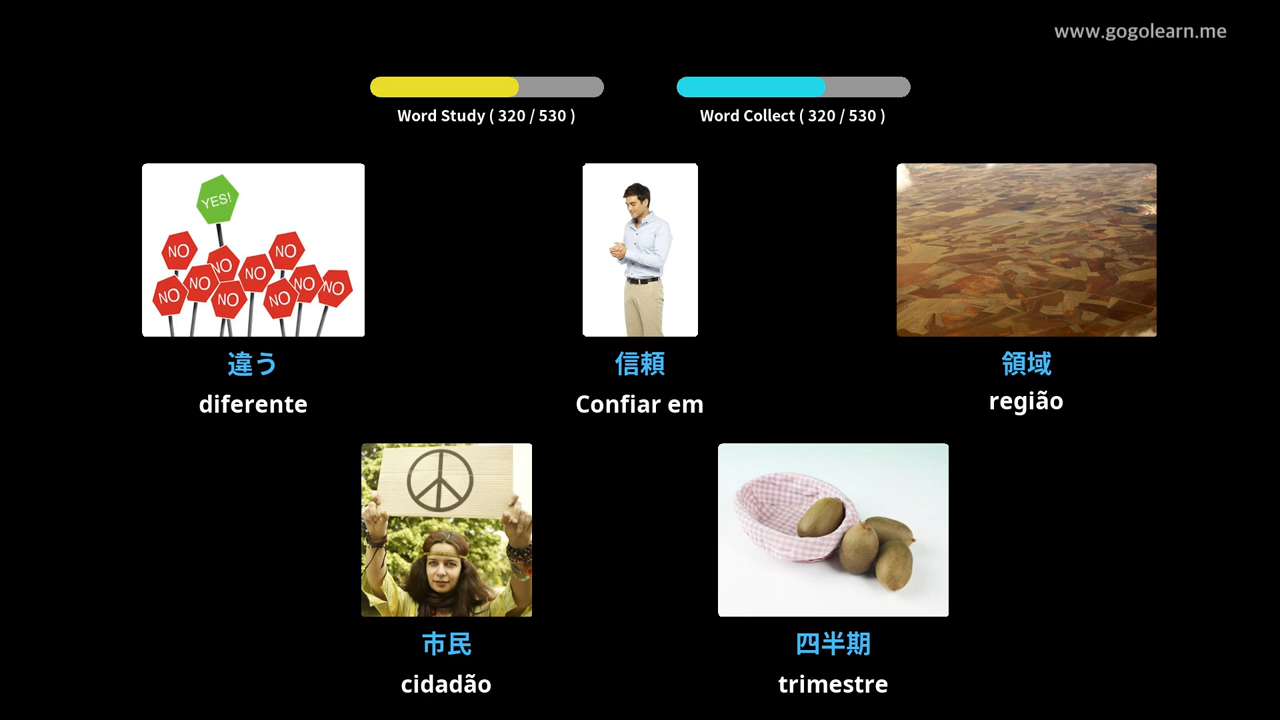 www.gogolearn.me
Word Study ( 320 / 530 )
Word Collect ( 320 / 530 )
YES!
NO
NO
NO
NO
NO
NO
NO
NO
NO
NO
違う
diferente
信頼
Confiar em
領域
região
市民
cidadão
四半期
trimestre